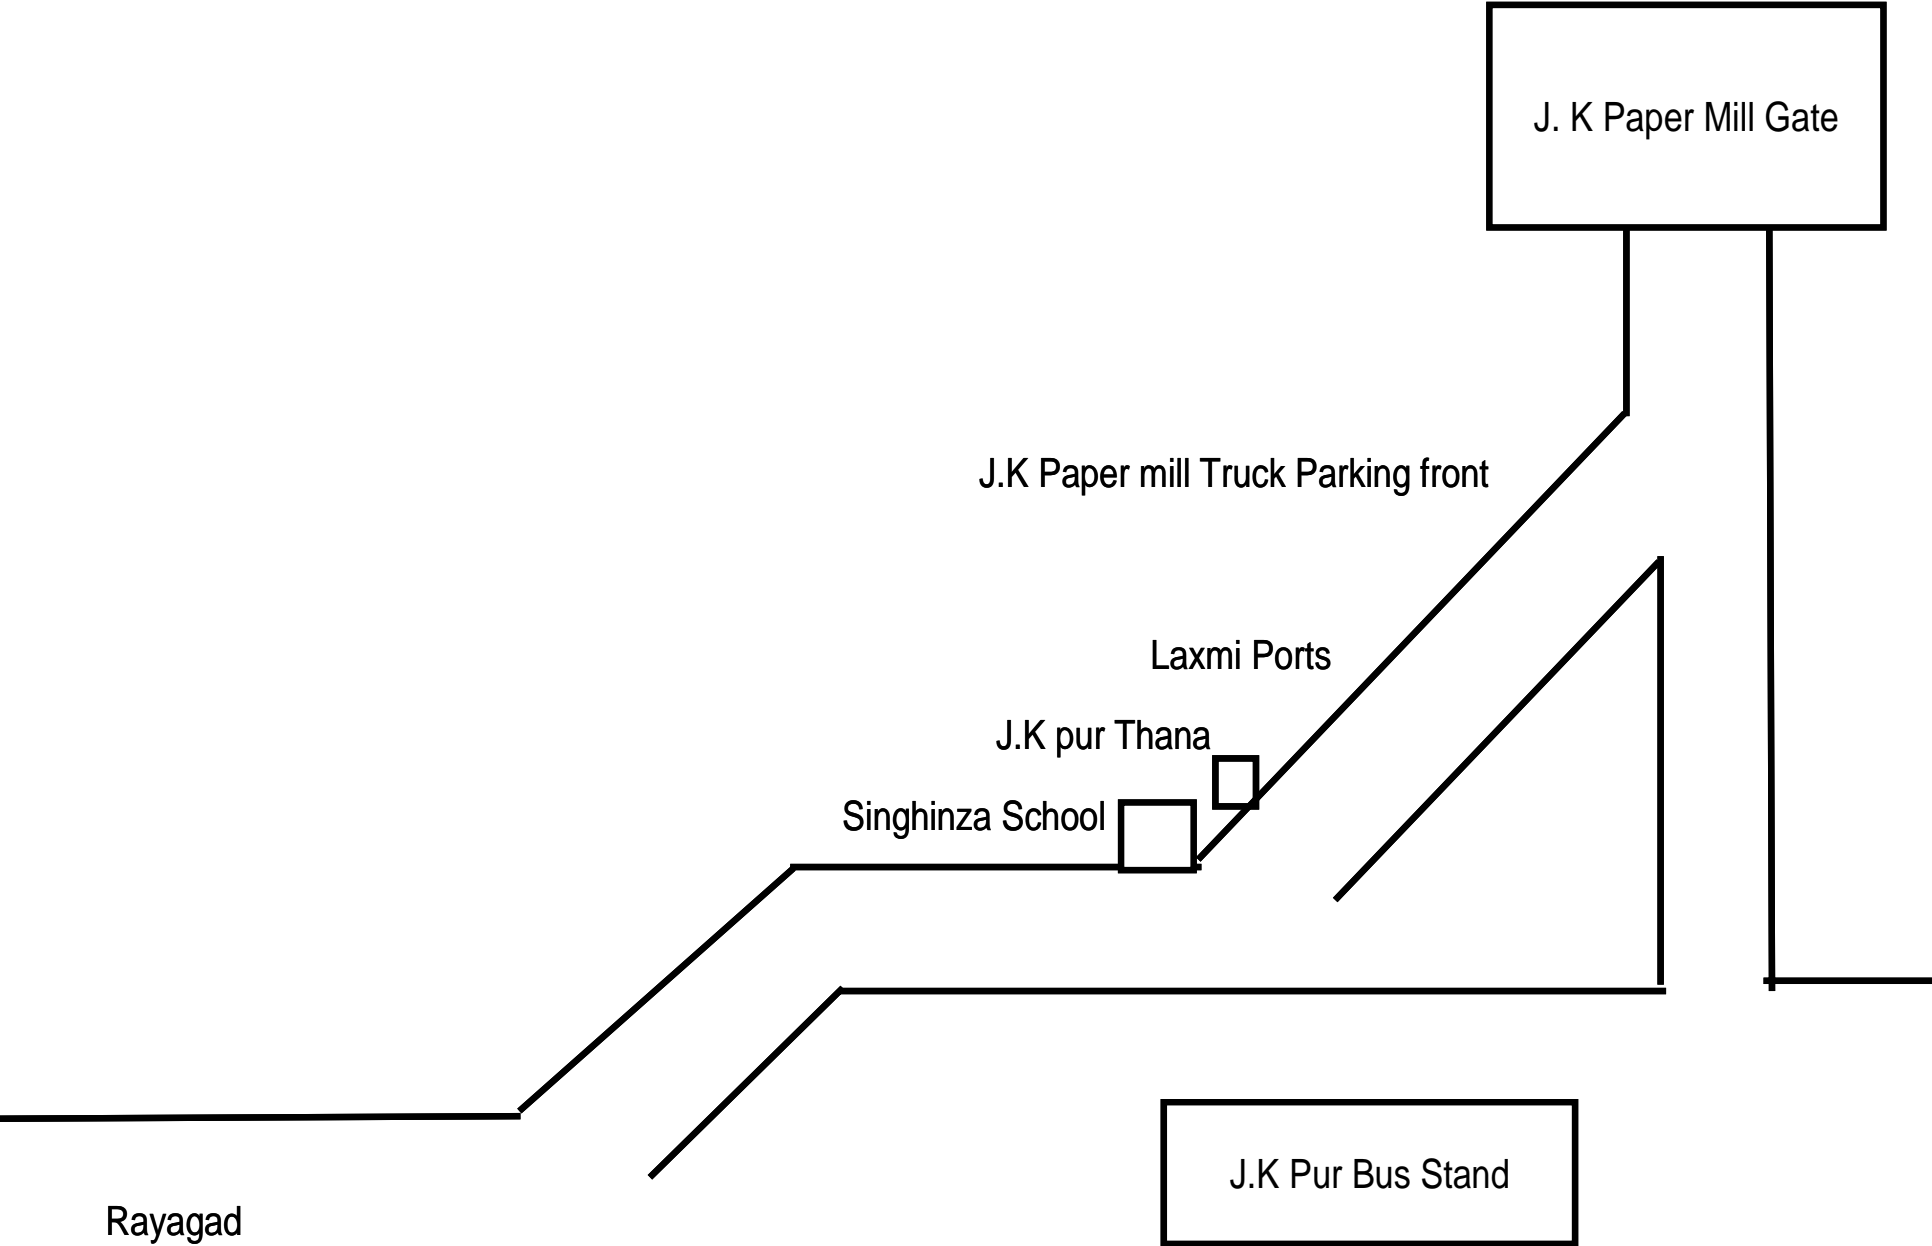 J. K Paper Mill Gate
J.K Paper mill Truck Parking front
Laxmi Ports
J.K pur Thana
Singhinza School
J.K Pur Bus Stand
Rayagad